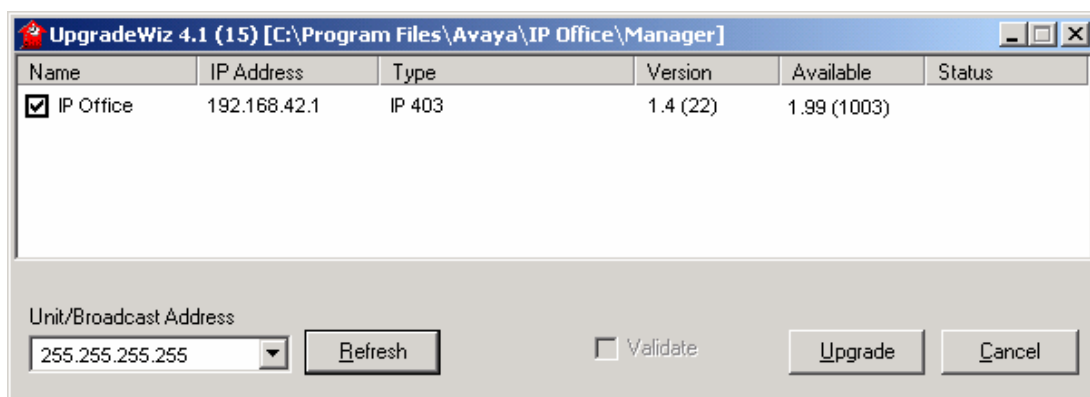 UpgradeWiz 4.1 (15) [C:\Program Files\Avaya\IP Office\Manager]
Name IP Address Type Version Available Status
IP Office 192.168.42.1 IP 403 1.4 (22) 1.99 (1003)
Unit/Broadcast Address
255.255.255.255 Refresh Validate Upgrade Cancel